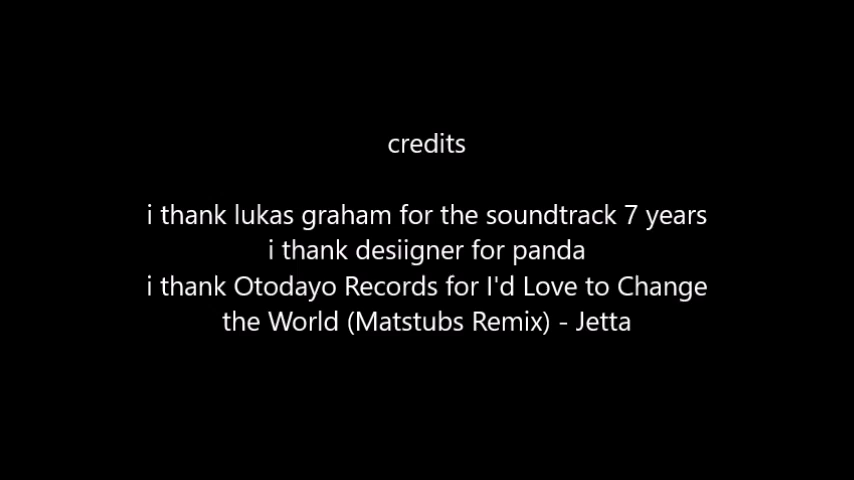 credits
i thank lukas graham for the soundtrack 7 years
i thank desiigner for panda
i thank Otodayo Records for I'd Love to Change
the World (Matstubs Remix) - Jetta